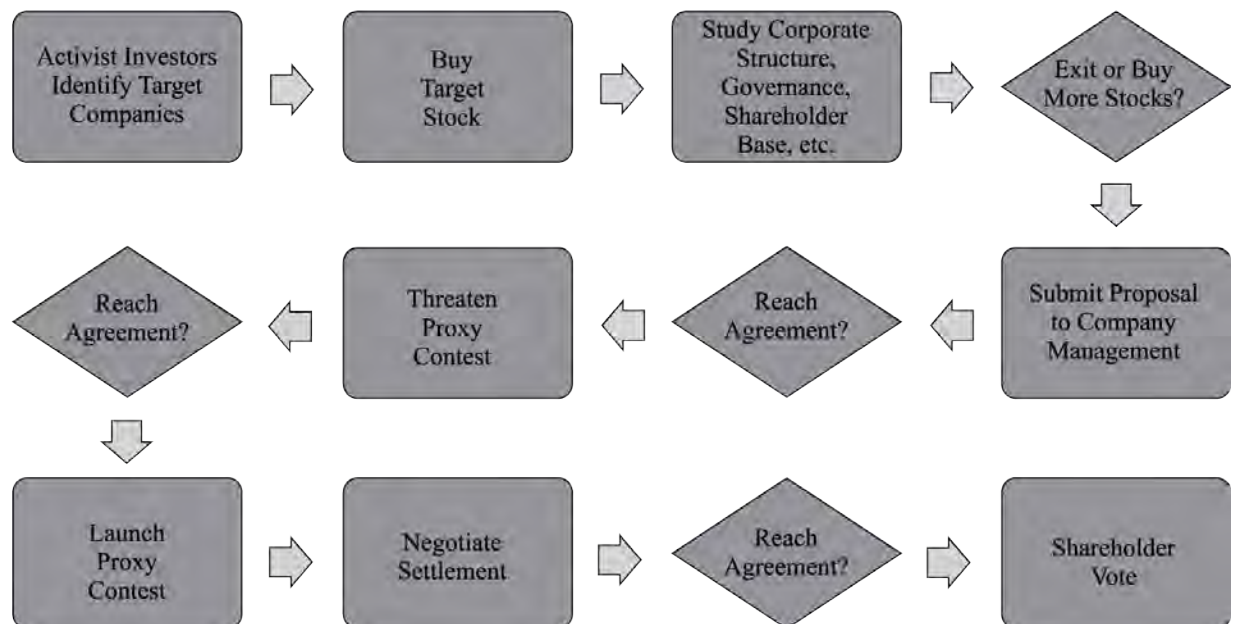 Activist Investors
Identify Target
Companies
Buy
Target
Stock
Study Corporate
Structure,
Governance,
Shareholder
Base, etc.
Exit or Buy
More Stocks?
Submit Proposal
to Company
Management
Reach
Agreement?
Threaten
Proxy
Contest
Reach
Agreement?
Launch
Proxy
Contest
Negotiate
Settlement
Reach
Agreement?
Shareholder
Vote